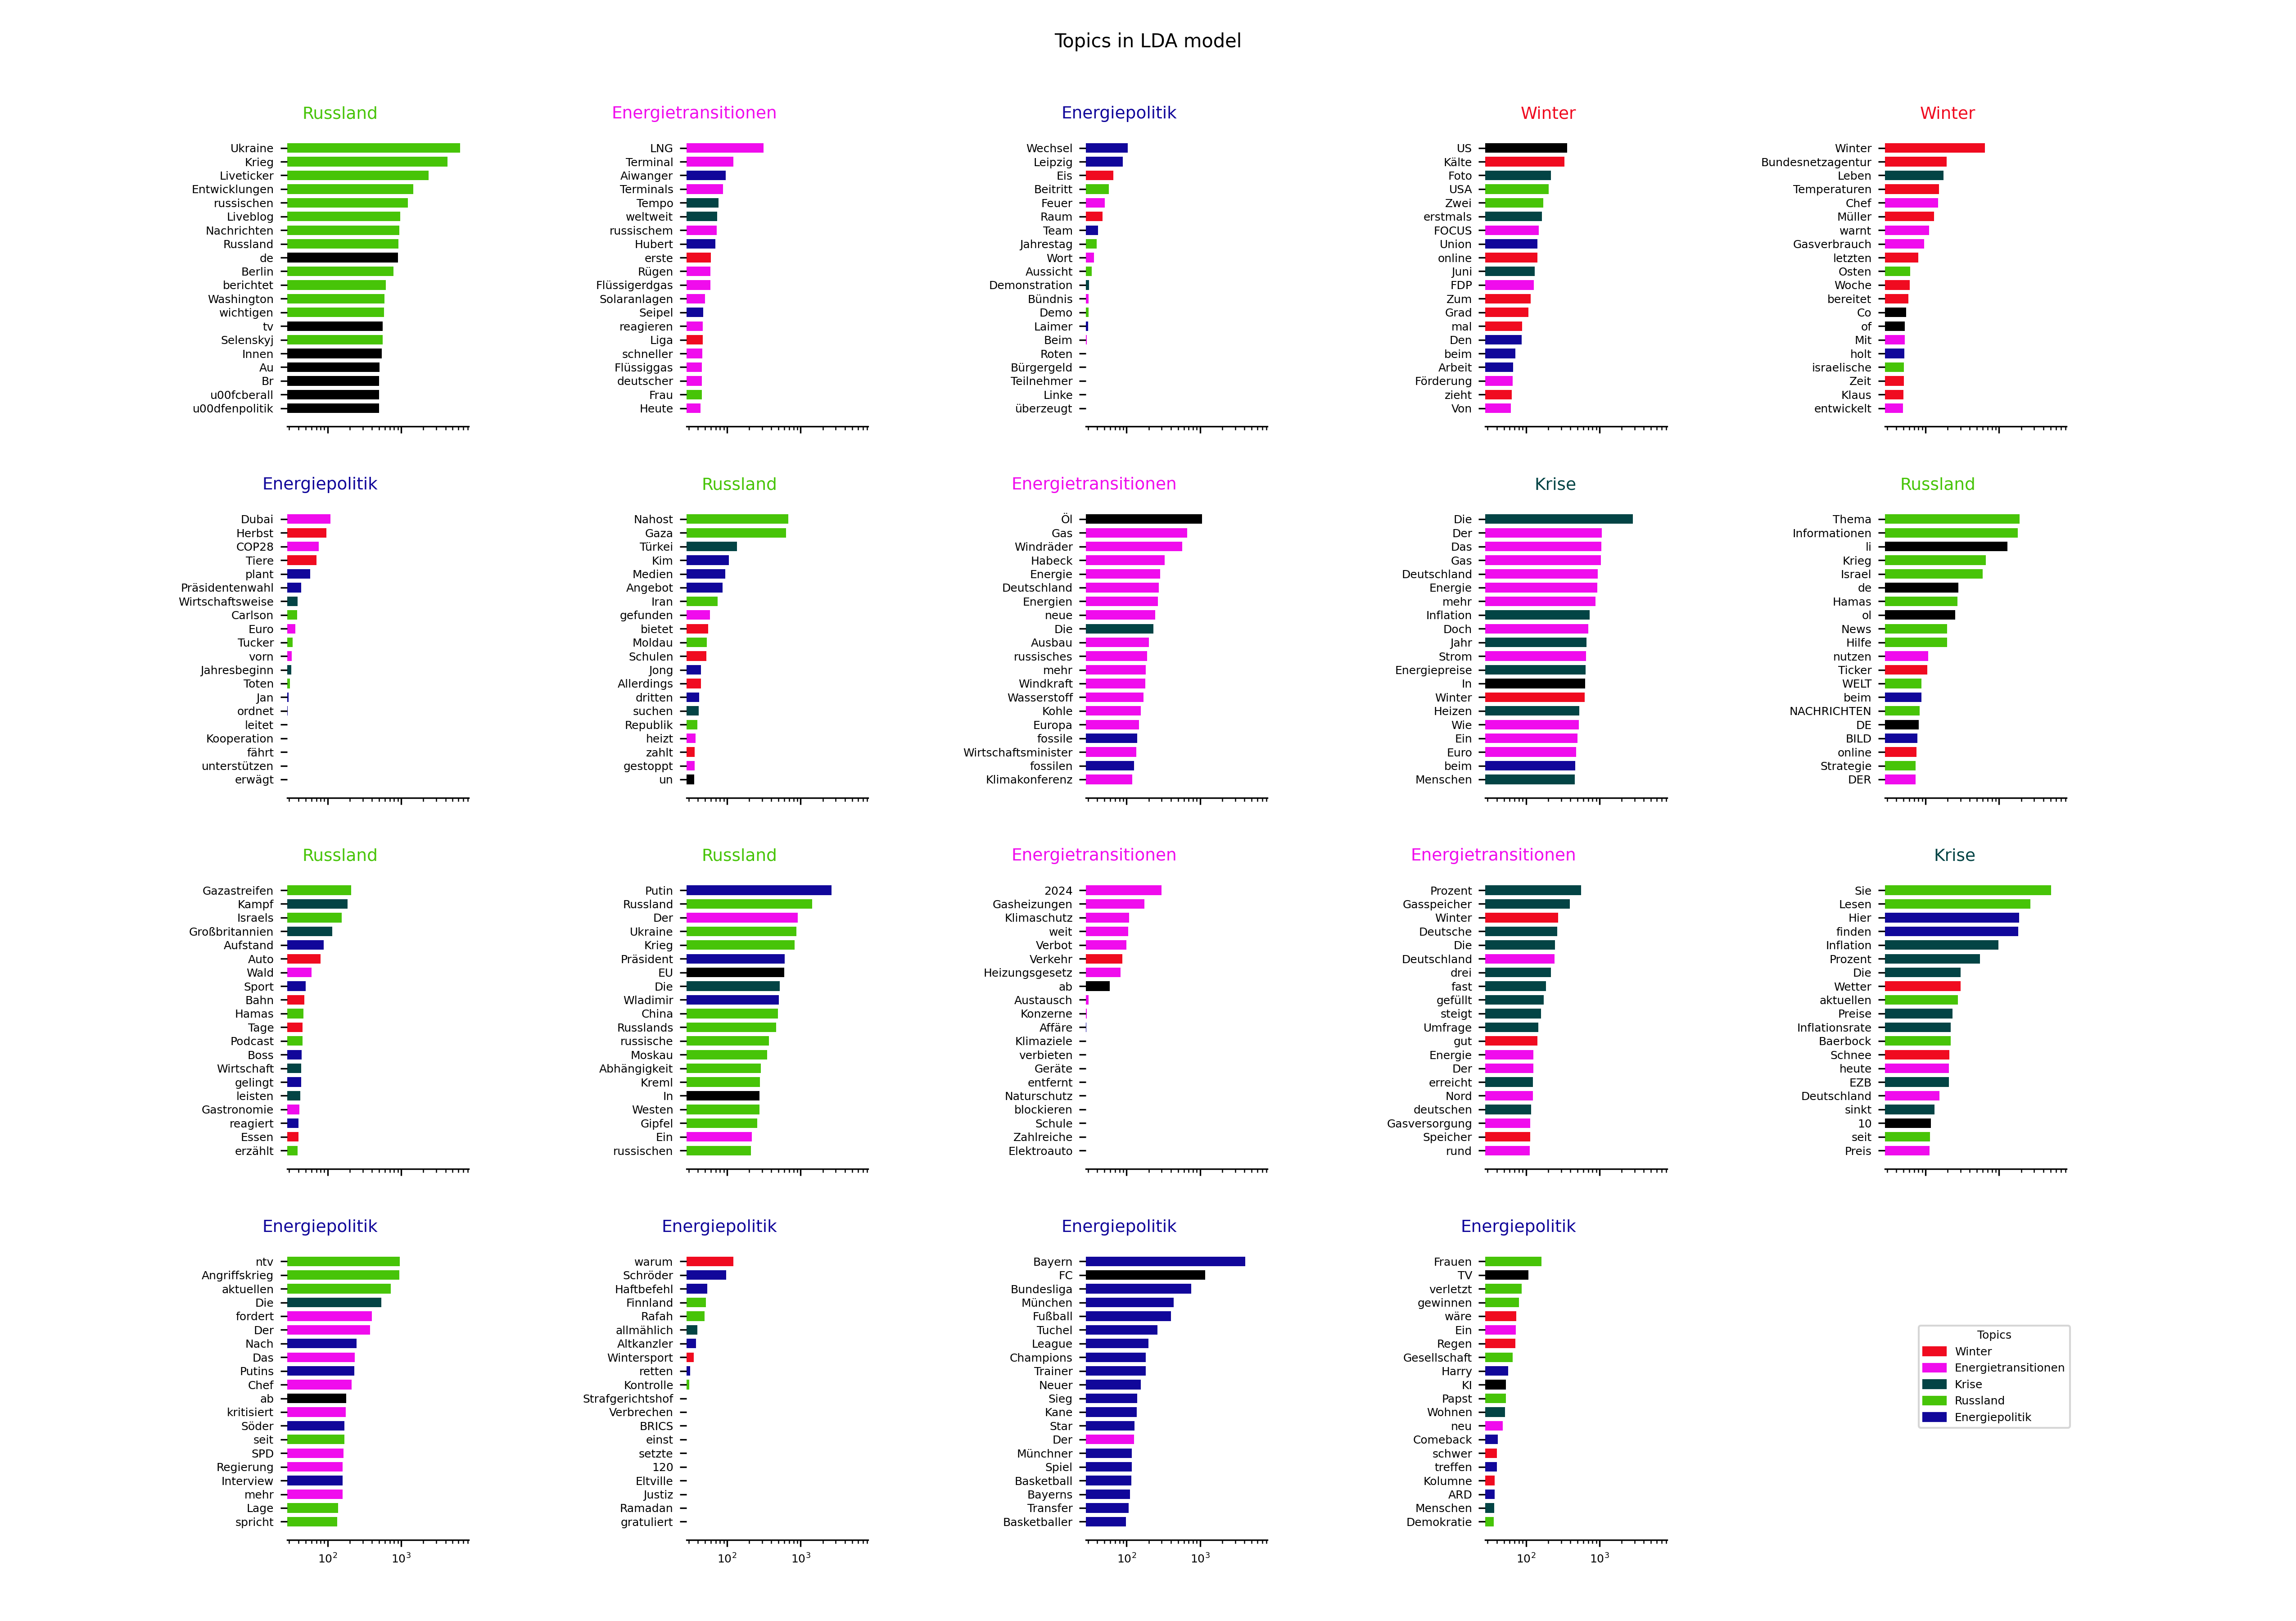 Topics in LDA model
Russland
Ukraine
Krieg
Liveticker
Entwicklungen
russischen
Liveblog
Nachrichten
Russland
de
Berlin
berichtet
Washington
wichtigen
tv
Selenskyj
Innen
Au
Br
u00fcberall
u00dfenpolitik
Energietransitionen
LNG
Terminal
Aiwanger
Terminals
Tempo
weltweit
russischem
Hubert
erste
Rügen
Flüssigerdgas
Solaranlagen
Seipel
reagieren
Liga
schneller
Flüssiggas
deutscher
Frau
Heute
Energiepolitik
Wechsel
Leipzig
Eis
Beitritt
Feuer
Raum
Team
Jahrestag
Wort
Aussicht
Demonstration
Bündnis
Demo
Laimer
Beim
Roten
Bürgergeld
Teilnehmer
Linke
überzeugt
Winter
US
Kälte
Foto
USA
Zwei
erstmals
FOCUS
Union
online
Juni
FDP
Zum
Grad
mal
Den
beim
Arbeit
Förderung
zieht
Von
Winter
Winter
Bundesnetzagentur
Leben
Temperaturen
Chef
Müller
warnt
Gasverbrauch
letzten
Osten
Woche
bereitet
Co
of
Mit
holt
israelische
Zeit
Klaus
entwickelt
Energiepolitik
Dubai
Herbst
COP28
Tiere
plant
Präsidentenwahl
Wirtschaftsweise
Carlson
Euro
Tucker
vorn
Jahresbeginn
Toten
Jan
ordnet
leitet
Kooperation
fährt
unterstützen
erwägt
Russland
Nahost
Gaza
Türkei
Kim
Medien
Angebot
Iran
gefunden
bietet
Moldau
Schulen
Jong
Allerdings
dritten
suchen
Republik
heizt
zahlt
gestoppt
un
Energietransitionen
Öl
Gas
Windräder
Habeck
Energie
Deutschland
Energien
neue
Die
Ausbau
russisches
mehr
Windkraft
Wasserstoff
Kohle
Europa
fossile
Wirtschaftsminister
fossilen
Klimakonferenz
Krise
Die
Der
Das
Gas
Deutschland
Energie
mehr
Inflation
Doch
Jahr
Strom
Energiepreise
In
Winter
Heizen
Wie
Ein
Euro
beim
Menschen
Russland
Thema
Informationen
li
Krieg
Israel
de
Hamas
ol
News
Hilfe
nutzen
Ticker
WELT
beim
NACHRICHTEN
DE
BILD
online
Strategie
DER
Russland
Gazastreifen
Kampf
Israels
Großbritannien
Aufstand
Auto
Wald
Sport
Bahn
Hamas
Tage
Podcast
Boss
Wirtschaft
gelingt
leisten
Gastronomie
reagiert
Essen
erzählt
Russland
Putin
Russland
Der
Ukraine
Krieg
Präsident
EU
Die
Wladimir
China
Russlands
russische
Moskau
Abhängigkeit
Kreml
In
Westen
Gipfel
Ein
russischen
Energietransitionen
2024
Gasheizungen
Klimaschutz
weit
Verbot
Verkehr
Heizungsgesetz
ab
Austausch
Konzerne
Affäre
Klimaziele
verbieten
Geräte
entfernt
Naturschutz
blockieren
Schule
Zahlreiche
Elektroauto
Energietransitionen
Prozent
Gasspeicher
Winter
Deutsche
Die
Deutschland
drei
fast
gefüllt
steigt
Umfrage
gut
Energie
Der
erreicht
Nord
deutschen
Gasversorgung
Speicher
rund
Krise
Sie
Lesen
Hier
finden
Inflation
Prozent
Die
Wetter
aktuellen
Preise
Inflationsrate
Baerbock
Schnee
heute
EZB
Deutschland
sinkt
10
seit
Preis
Energiepolitik
ntv
Angriffskrieg
aktuellen
Die
fordert
Der
Nach
Das
Putins
Chef
ab
kritisiert
Söder
seit
SPD
Regierung
Interview
mehr
Lage
spricht
10² 10³
Energiepolitik
warum
Schröder
Haftbefehl
Finnland
Rafah
allmählich
Altkanzler
Wintersport
retten
Kontrolle
Strafgerichtshof
Verbrechen
BRICS
einst
setzte
120
Eltville
Justiz
Ramadan
gratuliert
10² 10³
Energiepolitik
Bayern
FC
Bundesliga
München
Fußball
Tuchel
League
Champions
Trainer
Neuer
Sieg
Kane
Star
Der
Münchner
Spiel
Basketball
Bayerns
Transfer
Basketballer
10² 10³
Energiepolitik
Frauen
TV
verletzt
gewinnen
wäre
Ein
Regen
Gesellschaft
Harry
KI
Papst
Wohnen
neu
Comeback
schwer
treffen
Kolumne
ARD
Menschen
Demokratie
10² 10³
Topics
Winter
Energietransitionen
Krise
Russland
Energiepolitik